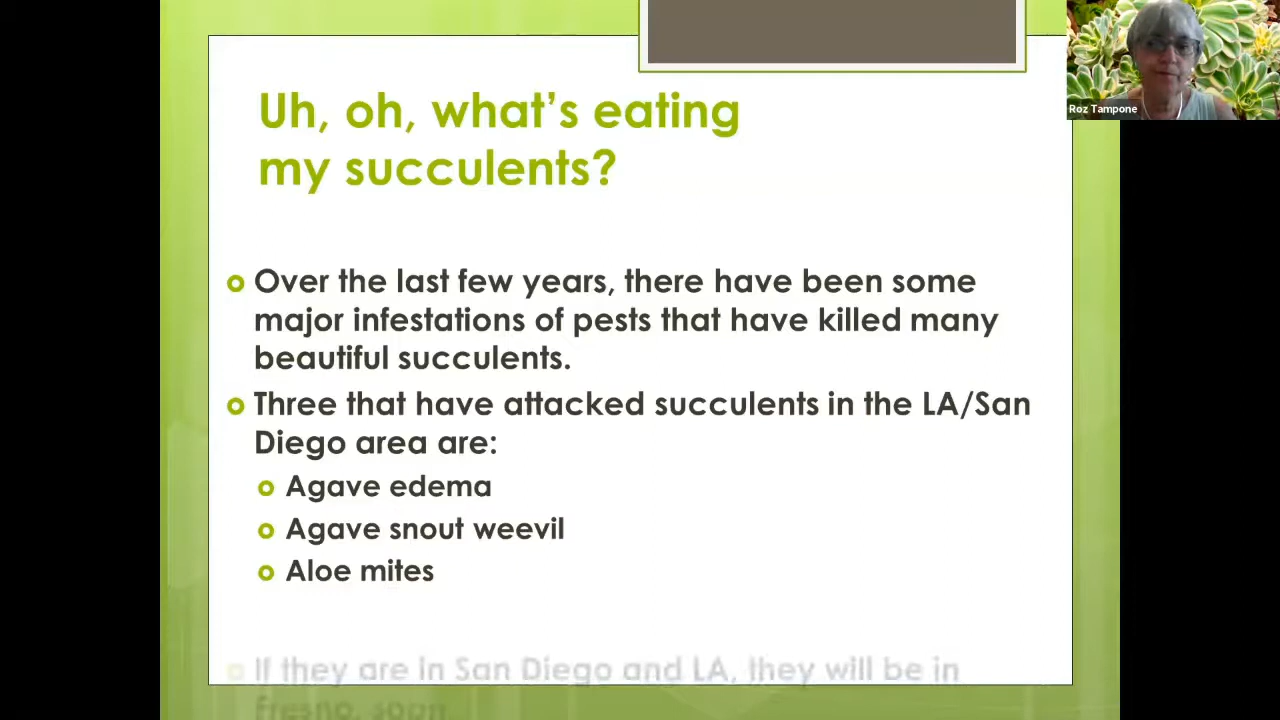 Roz Tampone
Uh, oh, what's eating
my succulents?
Over the last few years, there have been some
major infestations of pests that have killed many
beautiful succulents.
Three that have attacked succulents in the LA/San
Diego area are:
Agave edema
Agave snout weevil
Aloe mites
If they are in San Diego and LA, they will be in
fresno, soon